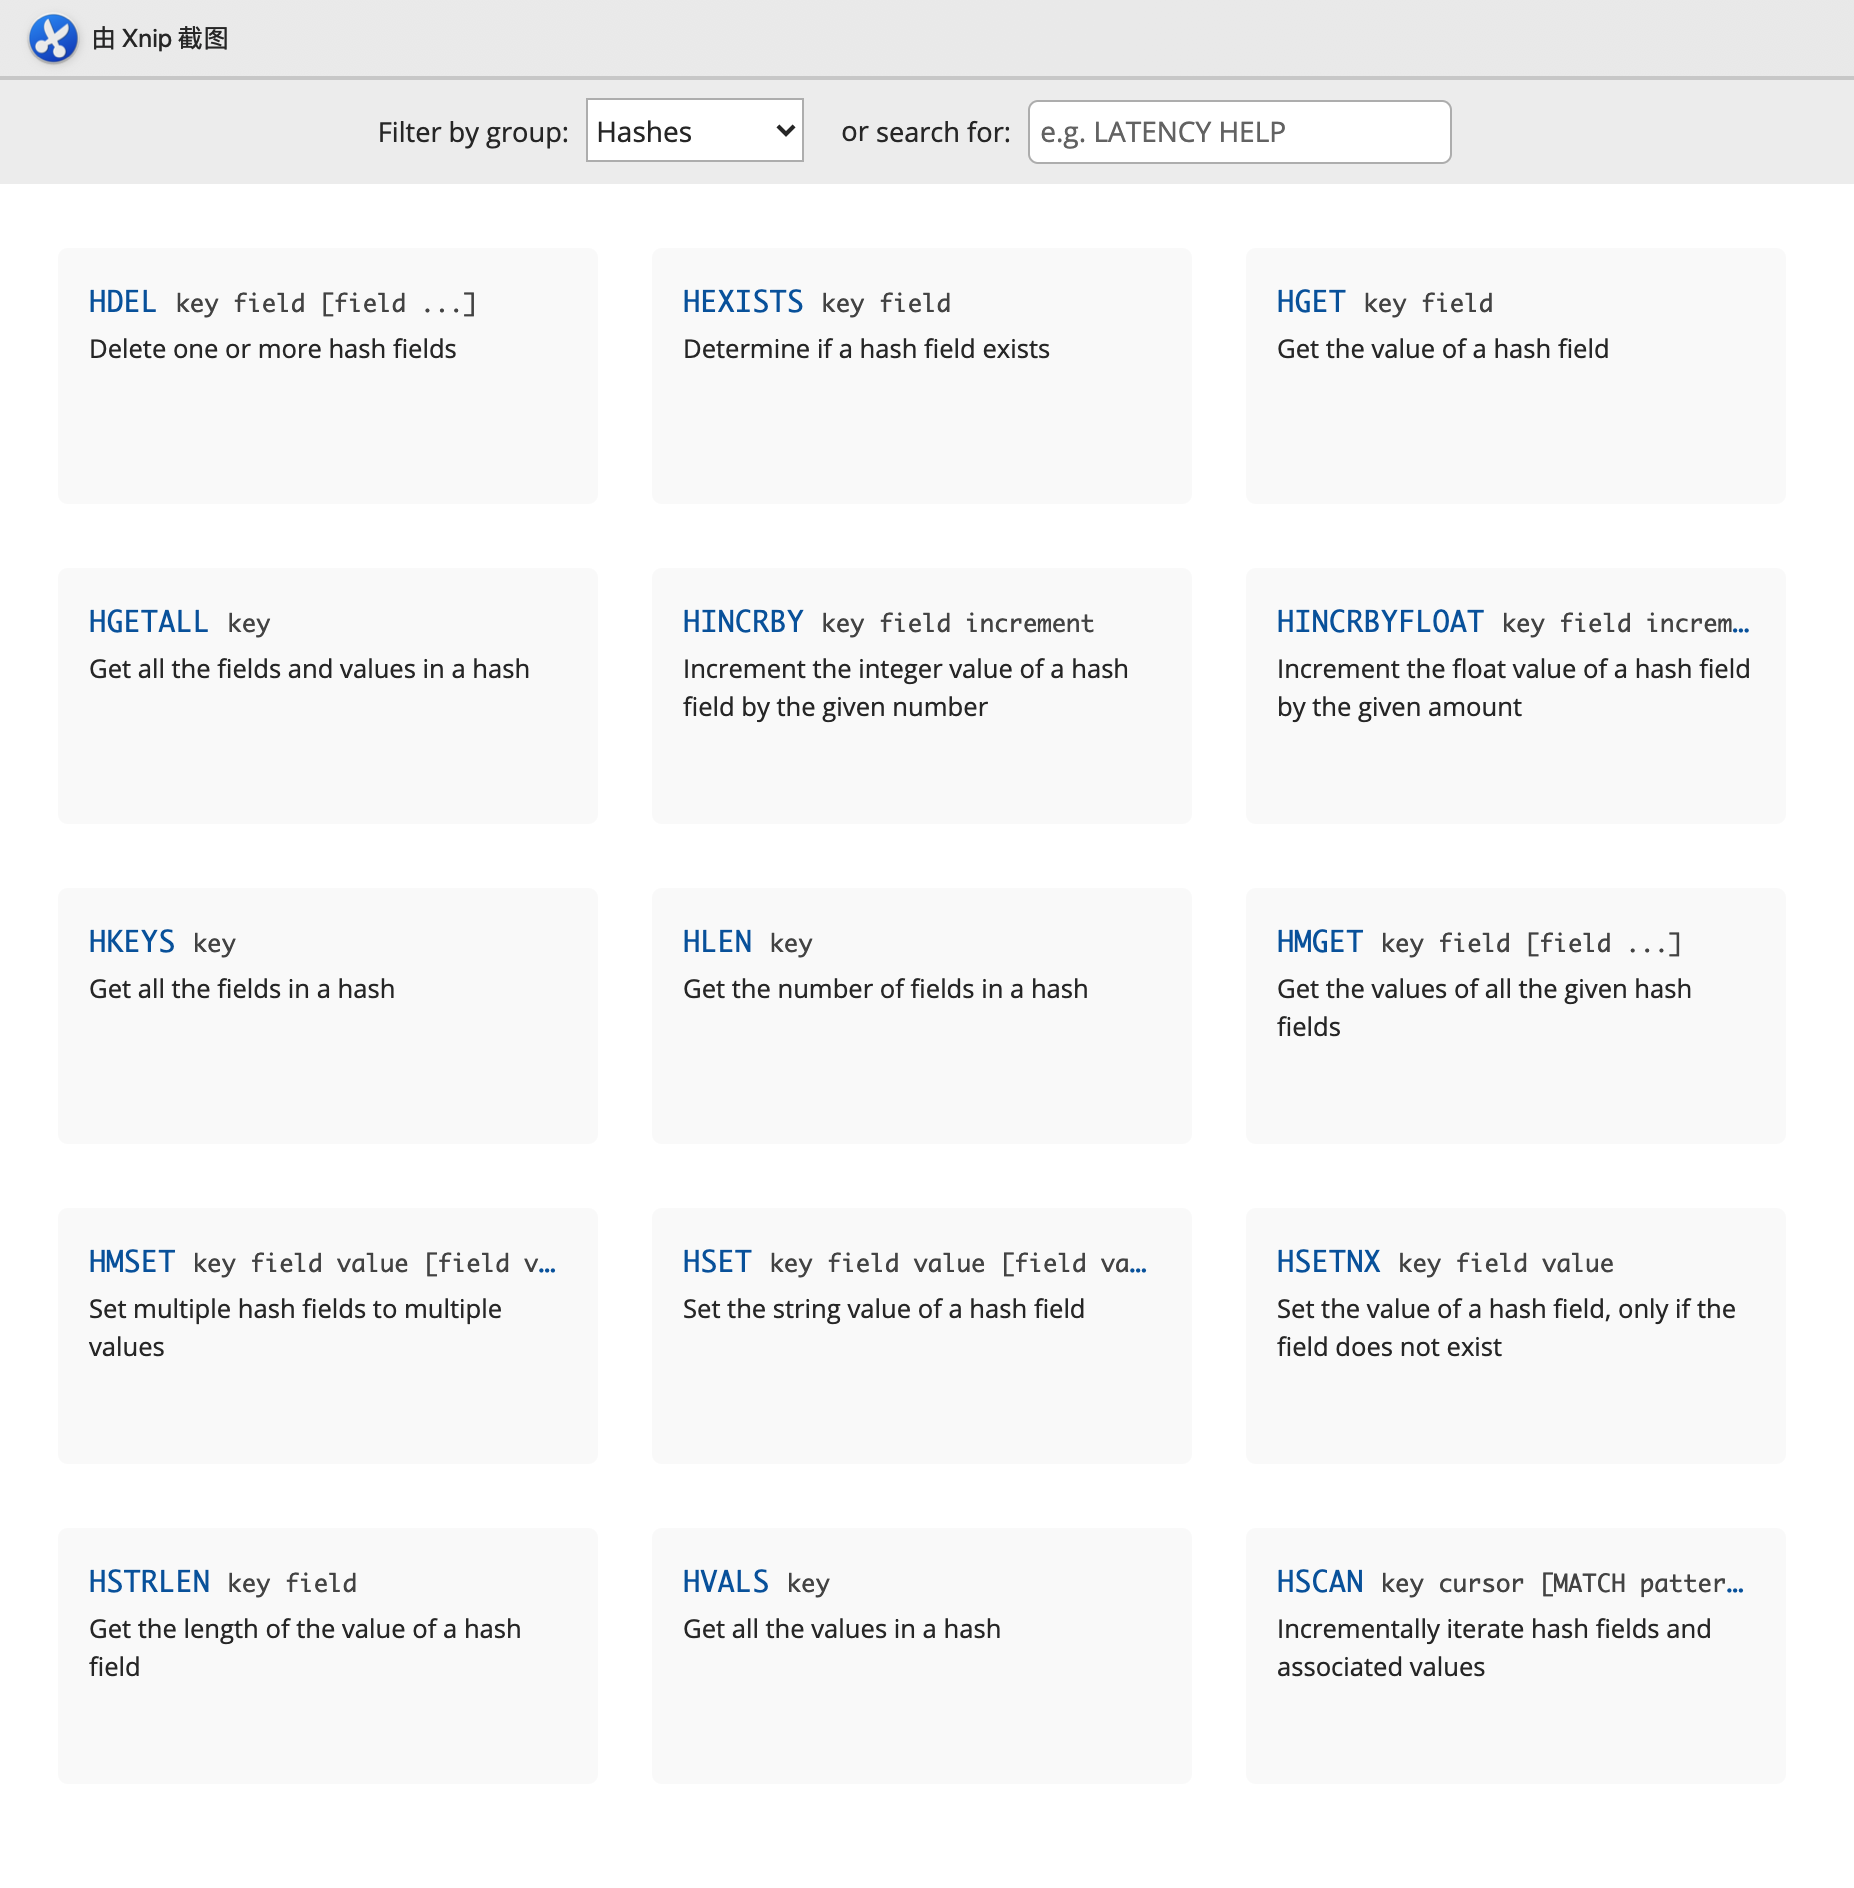 由 Xnip 截图
Filter by group: Hashes or search for: e.g. LATENCY HELP
HDEL key field [field ...]
Delete one or more hash fields
HEXISTS key field
Determine if a hash field exists
HGET key field
Get the value of a hash field
HGETALL key
Get all the fields and values in a hash
HINCRBY key field increment
Increment the integer value of a hash
field by the given number
HINCRBYFLOAT key field increm…
Increment the float value of a hash field
by the given amount
HKEYS key
Get all the fields in a hash
HLEN key
Get the number of fields in a hash
HMGET key field [field ...]
Get the values of all the given hash
fields
HMSET key field value [field v…
Set multiple hash fields to multiple
values
HSET key field value [field va…
Set the string value of a hash field
HSETNX key field value
Set the value of a hash field, only if the
field does not exist
HSTRLEN key field
Get the length of the value of a hash
field
HVALS key
Get all the values in a hash
HSCAN key cursor [MATCH patter…
Incrementally iterate hash fields and
associated values